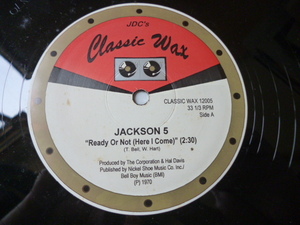 JDC's
Classic Wax
CLASSIC WAX 12005
33 1/3 RPM
Side A
JACKSON 5
"Ready Or Not (Here I Come)" (2:30)
(T. Bell, W. Hart)
Produced by The Corporation & Hal Davis
Published by Nickel Shoe Music Co. Inc./
Bell Boy Music (BMI)
(P) 1970